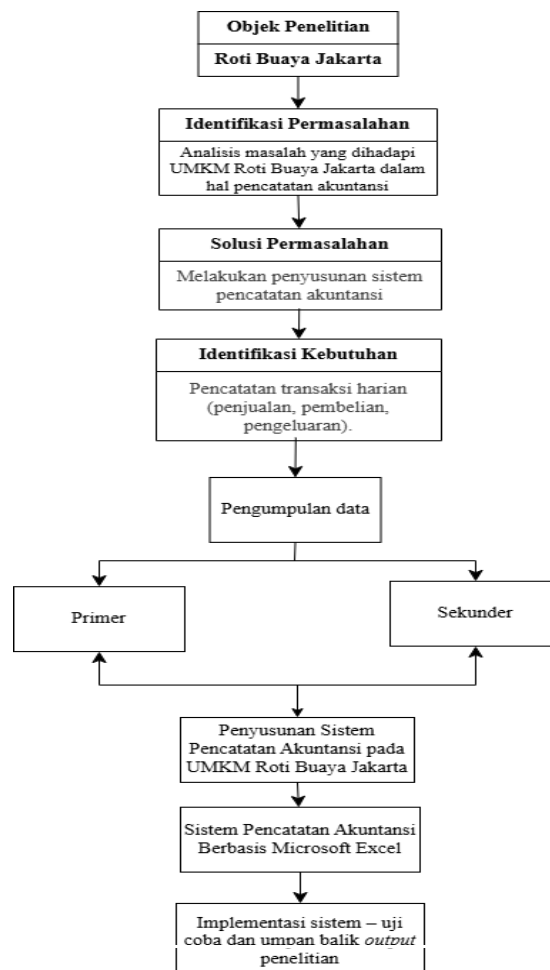 Objek Penelitian
Roti Buaya Jakarta
Identifikasi Permasalahan
Analisis masalah yang dihadapi
UMKM Roti Buaya Jakarta dalam
hal pencatatan akuntansi
Solusi Permasalahan
Melakukan penyusunan sistem
pencatatan akuntansi
Identifikasi Kebutuhan
Pencatatan transaksi harian
(penjualan, pembelian,
pengeluaran).
Pengumpulan data
Primer
Sekunder
Penyusunan Sistem
Pencatatan Akuntansi pada
UMKM Roti Buaya Jakarta
Sistem Pencatatan Akuntansi
Berbasis Microsoft Excel
Implementasi sistem – uji
coba dan umpan balik output
penelitian